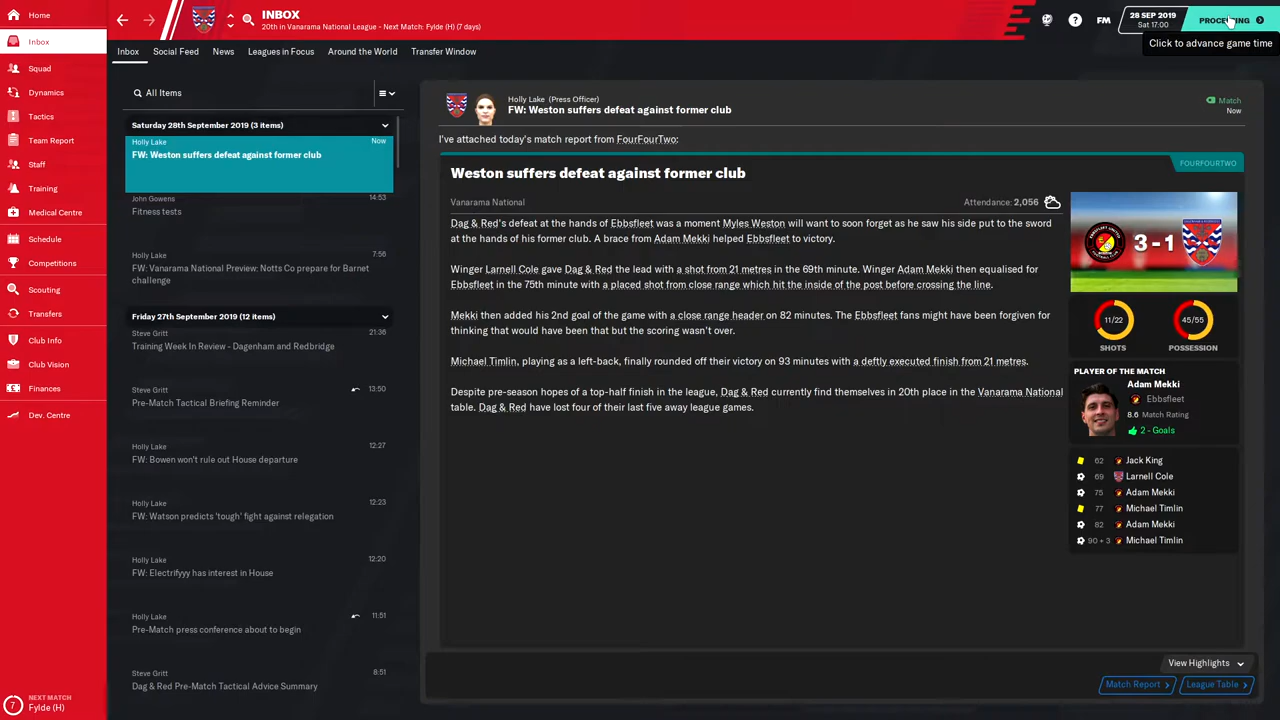 Home
Inbox
Squad
Dynamics
Tactics
Team Report
Staff
Training
Medical Centre
Schedule
Competitions
Scouting
Transfers
Club Info
Club Vision
Finances
Dev. Centre
7
NEXT MATCH
Fylde (H)
INBOX
20th in Vanarama National League - Next Match: Fylde (H) (7 days)
?
FM
28 SEP 2019
Sat 17:00
Click to advance game time
Inbox
Social Feed
News
Leagues in Focus
Around the World
Transfer Window
All Items
Saturday 28th September 2019 (3 items)
Holly Lake
Now
FW: Weston suffers defeat against former club
John Gowens
14:53
Fitness tests
Holly Lake
7:56
FW: Vanarama National Preview: Notts Co prepare for Barnet
challenge
Friday 27th September 2019 (12 items)
Steve Gritt
21:36
Training Week In Review - Dagenham and Redbridge
Steve Gritt
13:50
Pre-Match Tactical Briefing Reminder
Holly Lake
12:27
FW: Bowen won't rule out House departure
Holly Lake
12:23
FW: Watson predicts 'tough' fight against relegation
Holly Lake
12:20
FW: Electrifyyy has interest in House
Holly Lake
11:51
Pre-Match press conference about to begin
Steve Gritt
8:51
Dag & Red Pre-Match Tactical Advice Summary
Holly Lake (Press Officer)
FW: Weston suffers defeat against former club
Match
Now
I've attached today's match report from FourFourTwo:
FOURFOURTWO
Weston suffers defeat against former club
Vanarama National
Attendance: 2,056
Dag & Red's defeat at the hands of Ebbsfleet was a moment Myles Weston will want to soon forget as he saw his side put to the sword
at the hands of his former club. A brace from Adam Mekki helped Ebbsfleet to victory.
Winger Larnell Cole gave Dag & Red the lead with a shot from 21 metres in the 69th minute. Winger Adam Mekki then equalised for
Ebbsfleet in the 75th minute with a placed shot from close range which hit the inside of the post before crossing the line.
Mekki then added his 2nd goal of the game with a close range header on 82 minutes. The Ebbsfleet fans might have been forgiven for
thinking that would have been that but the scoring wasn't over.
Michael Timlin, playing as a left-back, finally rounded off their victory on 93 minutes with a deftly executed finish from 21 metres.
Despite pre-season hopes of a top-half finish in the league, Dag & Red currently find themselves in 20th place in the Vanarama National
table. Dag & Red have lost four of their last five away league games.
3 - 1
11/22
SHOTS
45/55
POSSESSION
PLAYER OF THE MATCH
Adam Mekki
Ebbsfleet
8.6 Match Rating
2 - Goals
62 Jack King
69 Larnell Cole
75 Adam Mekki
77 Michael Timlin
82 Adam Mekki
90 + 3 Michael Timlin
View Highlights
Match Report
League Table